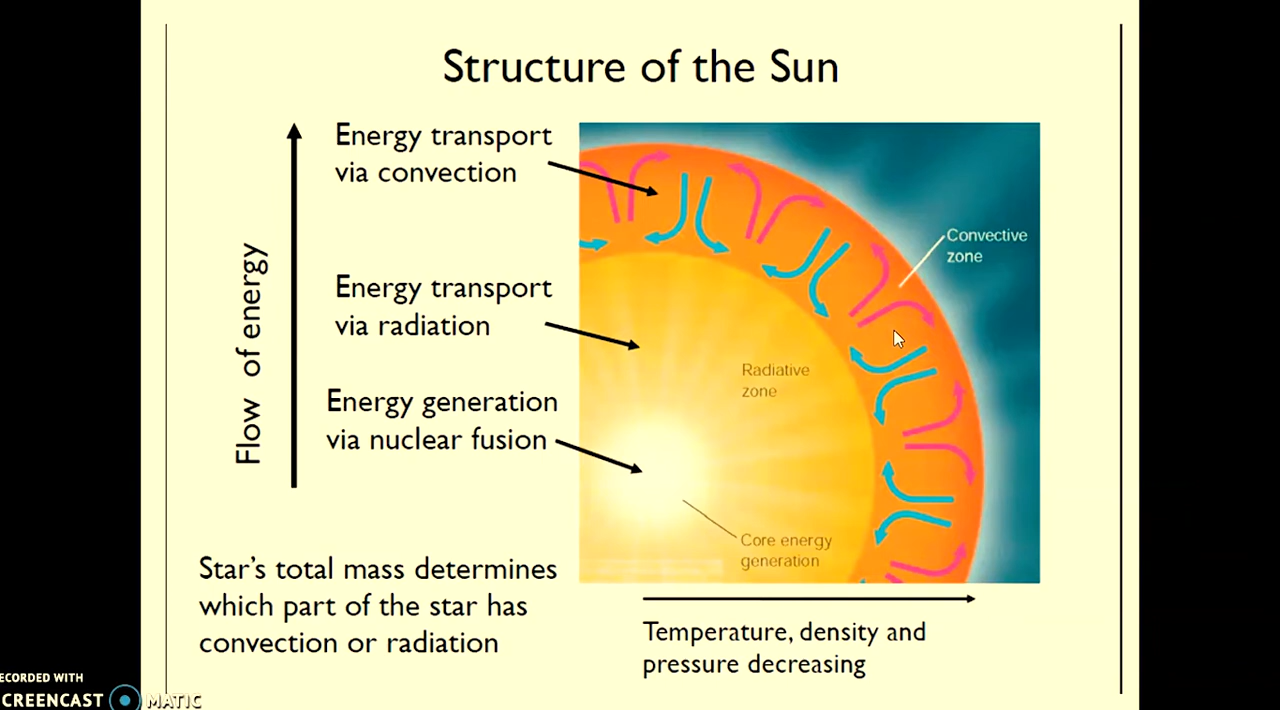 Structure of the Sun
Energy transport
via convection
Convective
zone
Flow of energy
Energy transport
via radiation
Radiative
zone
Energy generation
via nuclear fusion
Core energy
generation
Star's total mass determines
which part of the star has
convection or radiation
Temperature, density and
pressure decreasing
ECORDED WITH
CREENCAST MATIC